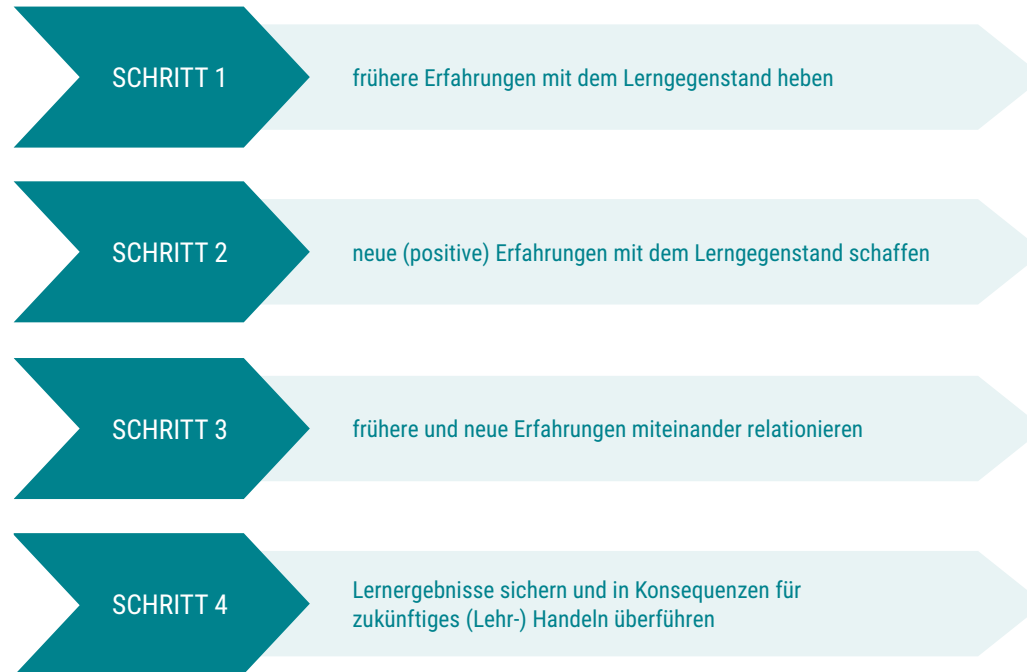 SCHRITT 1
frühere Erfahrungen mit dem Lerngegenstand heben
SCHRITT 2
neue (positive) Erfahrungen mit dem Lerngegenstand schaffen
SCHRITT 3
frühere und neue Erfahrungen miteinander relationieren
SCHRITT 4
Lernergebnisse sichern und in Konsequenzen für
zukünftiges (Lehr-) Handeln überführen